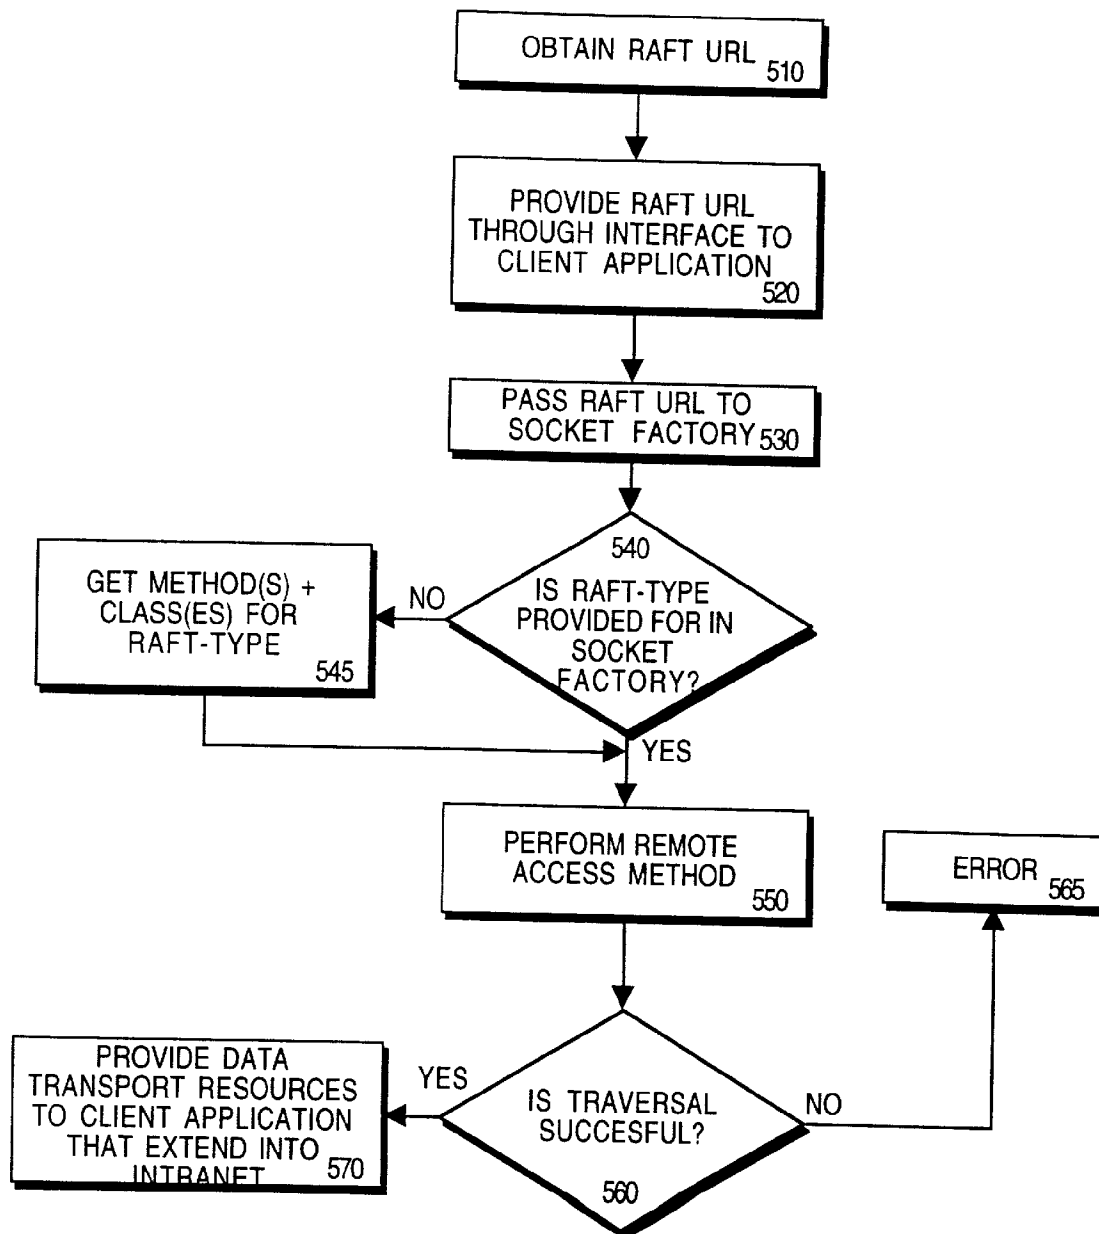 OBTAIN RAFT URL
510
PROVIDE RAFT URL
THROUGH INTERFACE TO
CLIENT APPLICATION
520
PASS RAFT URL TO
SOCKET FACTORY
530
540
IS RAFT-TYPE
PROVIDED FOR IN
SOCKET
FACTORY?
NO
GET METHOD(S) +
CLASS(ES) FOR
RAFT-TYPE
545
YES
PERFORM REMOTE
ACCESS METHOD
550
ERROR
565
IS TRAVERSAL
SUCCESFUL?
560
NO
YES
PROVIDE DATA
TRANSPORT RESOURCES
TO CLIENT APPLICATION
THAT EXTEND INTO
INTRANET
570